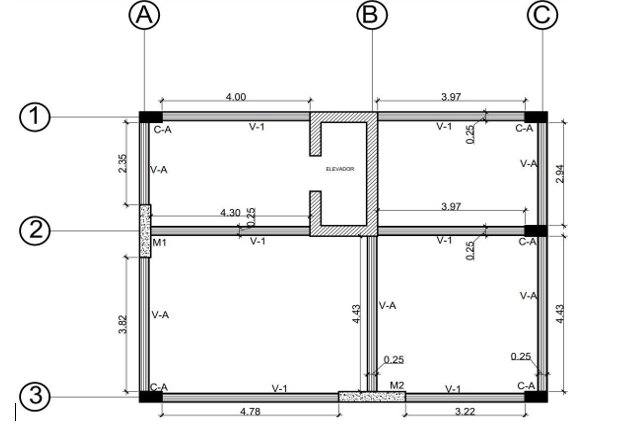 A B C
4.00 3.97
1
V-1 V-1 0.25 C-A
C-A
2.35 V-A ELEVADOR V-A 2.94
4.30 0.25 3.97
2
M1 V-1 V-1 0.25 C-A
3.82 V-A 4.43 V-A V-A 4.43
0.25 0.25
C-A V-1 M2 V-1 C-A
3
4.78 3.22